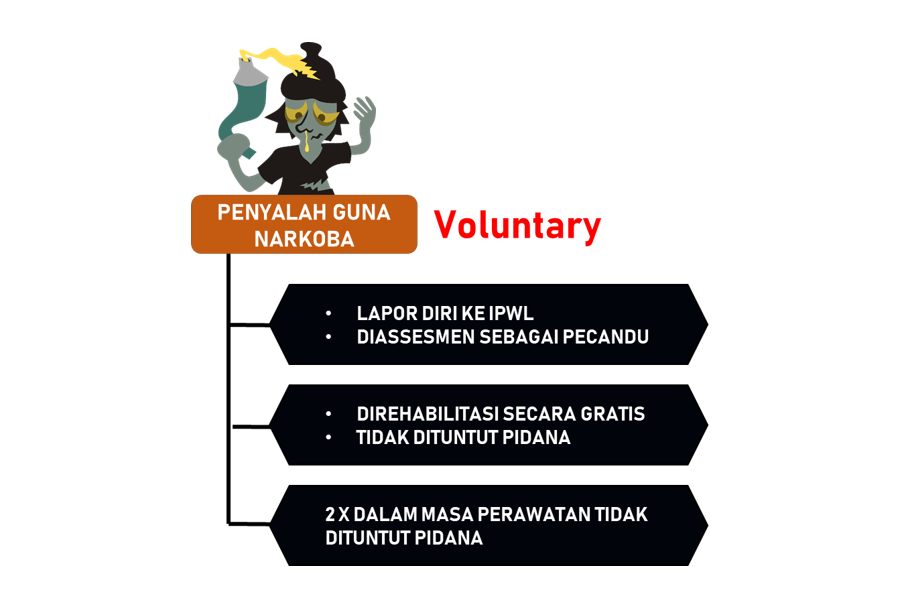 PENYALAH GUNA
NARKOBA
Voluntary
• LAPOR DIRI KE IPWL
• DIASSESMEN SEBAGAI PECANDU
• DIREHABILITASI SECARA GRATIS
• TIDAK DITUNTUT PIDANA
2 X DALAM MASA PERAWATAN TIDAK
DITUNTUT PIDANA